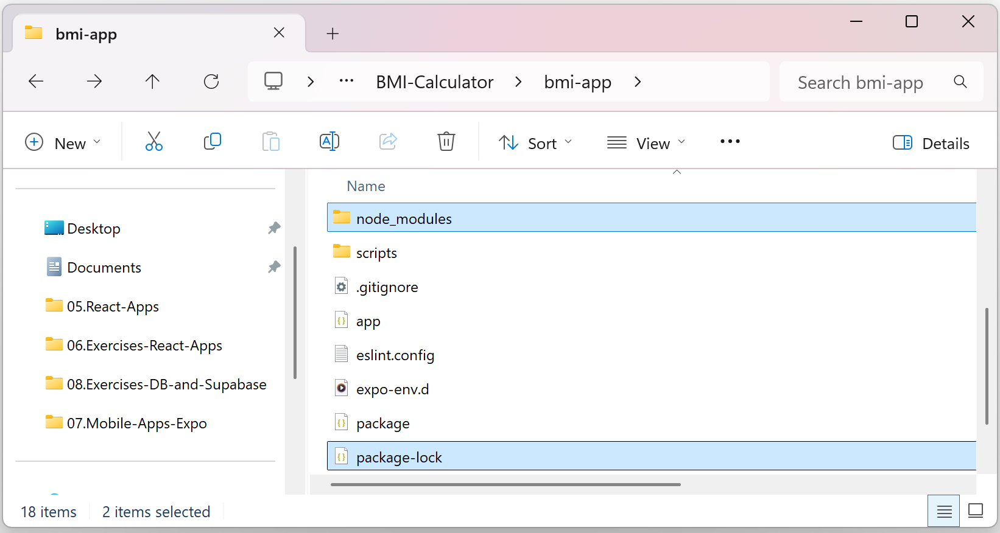 bmi-app
BMI-Calculator
bmi-app
Search bmi-app
New
Sort
View
Details
Desktop
Documents
05.React-Apps
06.Exercises-React-Apps
08.Exercises-DB-and-Supabase
07.Mobile-Apps-Expo
Name
node_modules
scripts
.gitignore
app
eslint.config
expo-env.d
package
package-lock
18 items
2 items selected